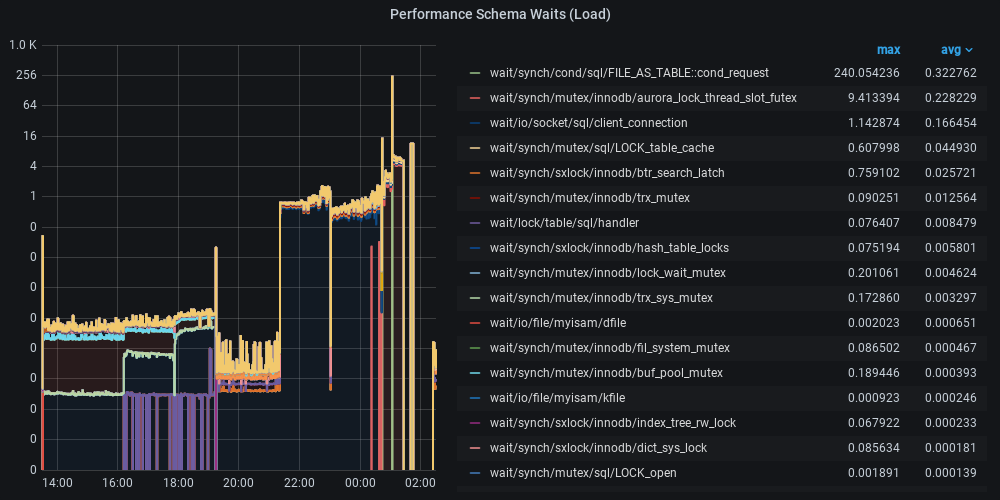 Performance Schema Waits (Load)
1.0 K
256
64
16
4
1
0
0
0
0
0
0
0
0
0
14:00 16:00 18:00 20:00 22:00 00:00 02:00
max avg
wait/synch/cond/sql/FILE_AS_TABLE::cond_request 240.054236 0.322762
wait/synch/mutex/innodb/aurora_lock_thread_slot_futex 9.413394 0.228229
wait/io/socket/sql/client_connection 1.142874 0.166454
wait/synch/mutex/sql/LOCK_table_cache 0.607998 0.044930
wait/synch/sxlock/innodb/btr_search_latch 0.759102 0.025721
wait/synch/mutex/innodb/trx_mutex 0.090251 0.012564
wait/lock/table/sql/handler 0.076407 0.008479
wait/synch/sxlock/innodb/hash_table_locks 0.075194 0.005801
wait/synch/mutex/innodb/lock_wait_mutex 0.201061 0.004624
wait/synch/mutex/innodb/trx_sys_mutex 0.172860 0.003297
wait/io/file/myisam/dfile 0.002023 0.000651
wait/synch/mutex/innodb/fil_system_mutex 0.086502 0.000467
wait/synch/mutex/innodb/buf_pool_mutex 0.189446 0.000393
wait/io/file/myisam/kfile 0.000923 0.000246
wait/synch/sxlock/innodb/index_tree_rw_lock 0.067922 0.000233
wait/synch/sxlock/innodb/dict_sys_lock 0.085634 0.000181
wait/synch/mutex/sql/LOCK_open 0.001891 0.000139